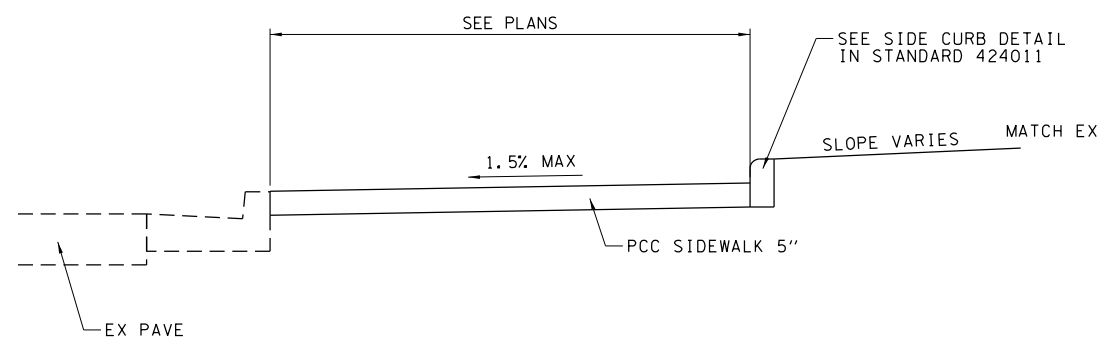 SEE PLANS
SEE SIDE CURB DETAIL
IN STANDARD 424011
MATCH EX
SLOPE VARIES
1.5% MAX
PCC SIDEWALK 5"
EX PAVE